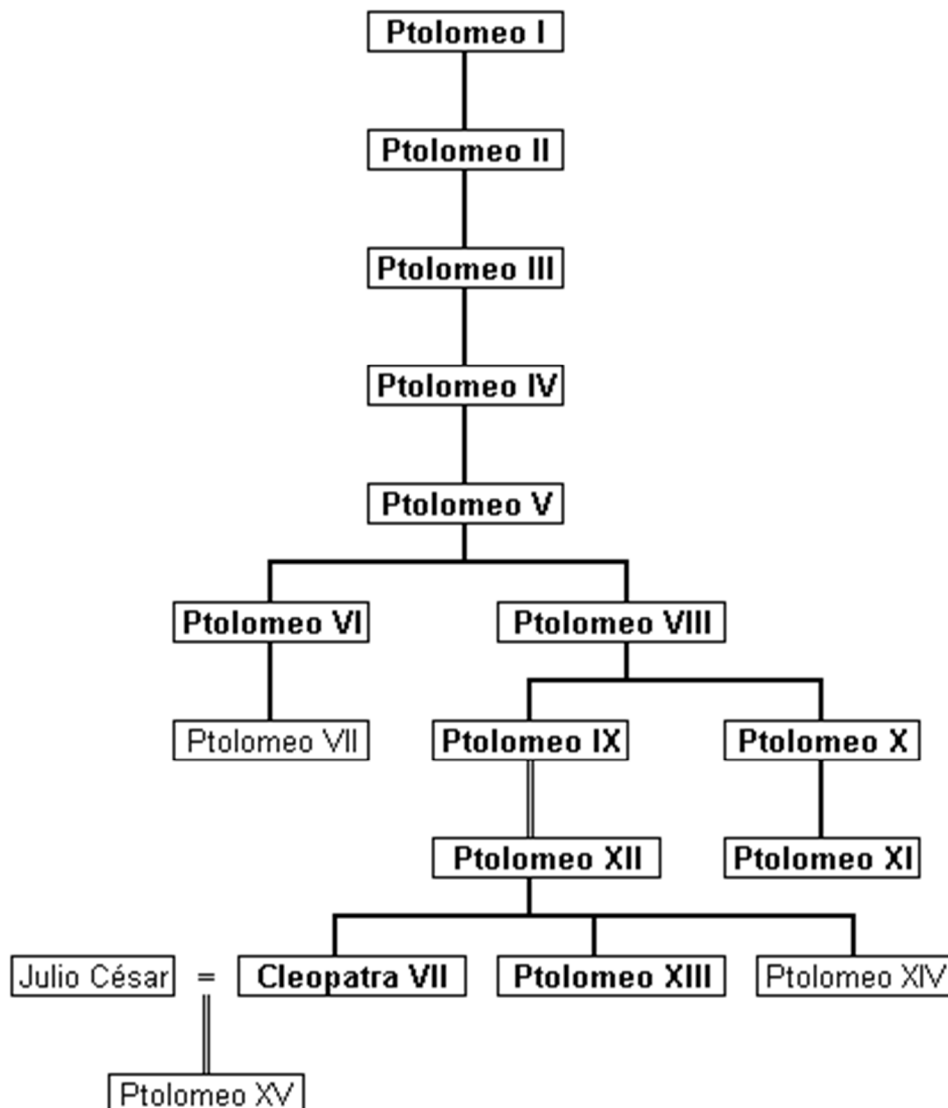 Ptolomeo I
Ptolomeo II
Ptolomeo III
Ptolomeo IV
Ptolomeo V
Ptolomeo VI
Ptolomeo VIII
Ptolomeo VII
Ptolomeo IX
Ptolomeo X
Ptolomeo XII
Ptolomeo XI
Julio César = Cleopatra VII
Ptolomeo XIII
Ptolomeo XIV
Ptolomeo XV